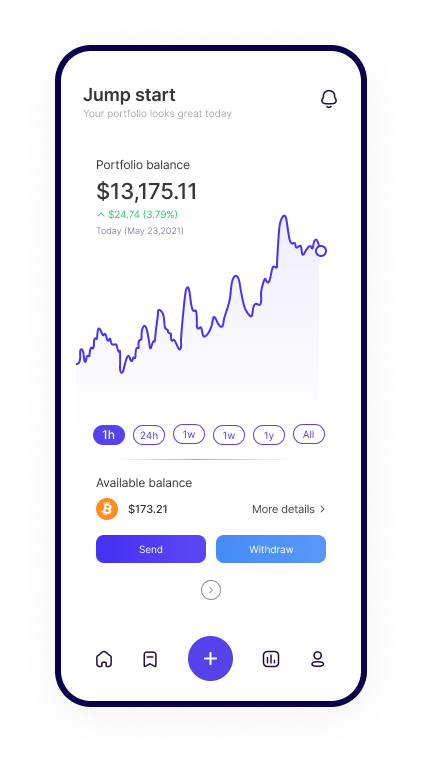 Jump start
Your portfolio looks great today
Portfolio balance
$13,175.11
$24.74 (3.79%)
Today (May 23,2021)
1h 24h 1w 1w 1y All
Available balance
$173.21 More details
Send Withdraw